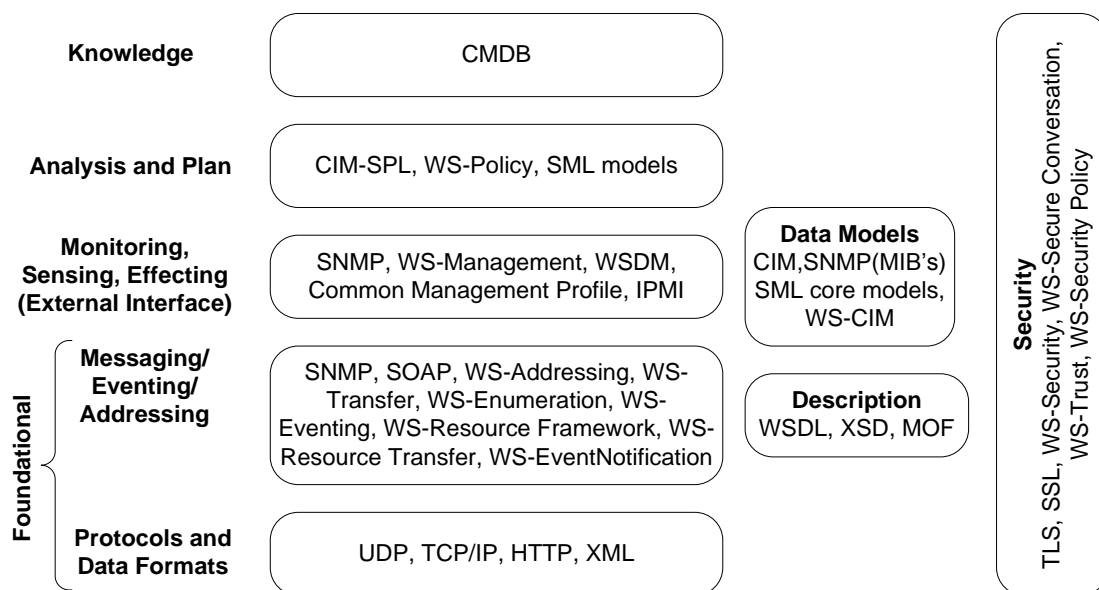 Knowledge
CMDB
Analysis and Plan
CIM-SPL, WS-Policy, SML models
Monitoring,
Sensing, Effecting
(External Interface)
SNMP, WS-Management, WSDM,
Common Management Profile, IPMI
Data Models
CIM,SNMP(MIB's)
SML core models,
WS-CIM
Foundational
Messaging/
Eventing/
Addressing
SNMP, SOAP, WS-Addressing, WS-
Transfer, WS-Enumeration, WS-
Eventing, WS-Resource Framework, WS-
Resource Transfer, WS-EventNotification
Description
WSDL, XSD, MOF
Protocols and
Data Formats
UDP, TCP/IP, HTTP, XML
Security
TLS, SSL, WS-Security, WS-Secure Conversation,
WS-Trust, WS-Security Policy